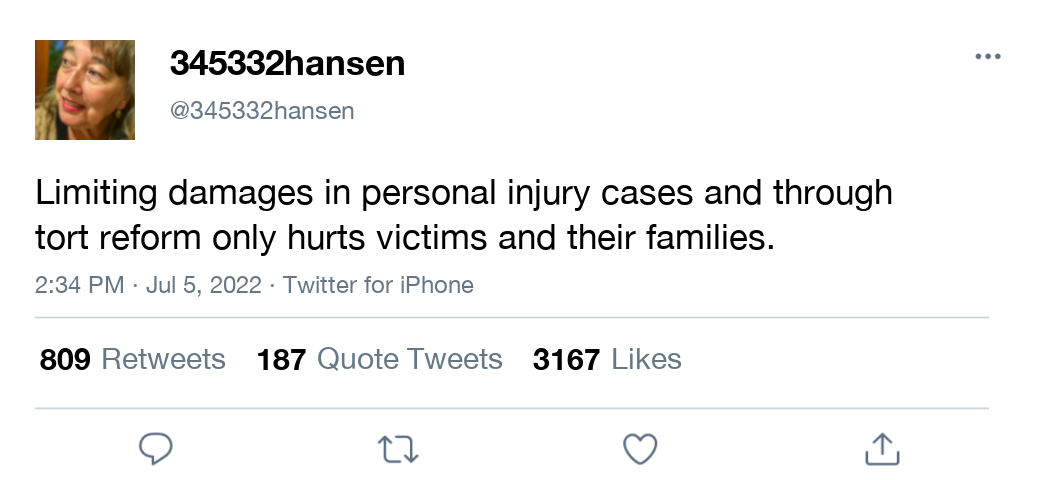 345332hansen
@345332hansen
Limiting damages in personal injury cases and through
tort reform only hurts victims and their families.
2:34 PM · Jul 5, 2022 · Twitter for iPhone
809 Retweets 187 Quote Tweets 3167 Likes